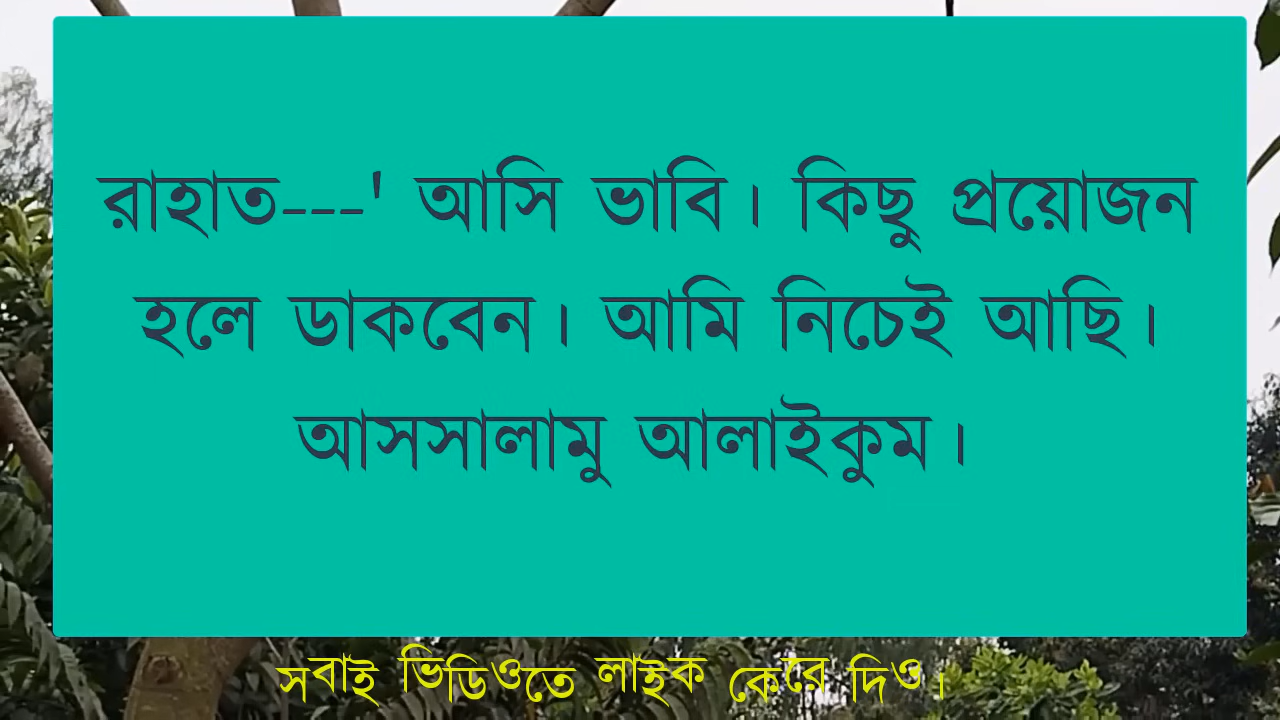 রাহাত---' আসি ভাবি। কিছু প্রয়োজন
হলে ডাকবেন। আমি নিচেই আছি।
আসসালামু আলাইকুম।
সবাই ভিডিওতে লাইক করে দিও।